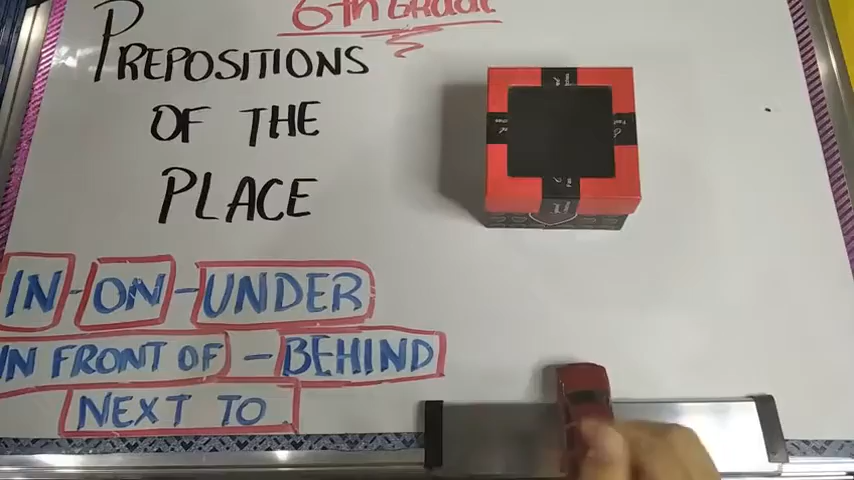 6th Grade
PREPOSITIONS
OF THE
PLACE
IN - ON - UNDER
IN FRONT OF - BEHIND
NEXT TO